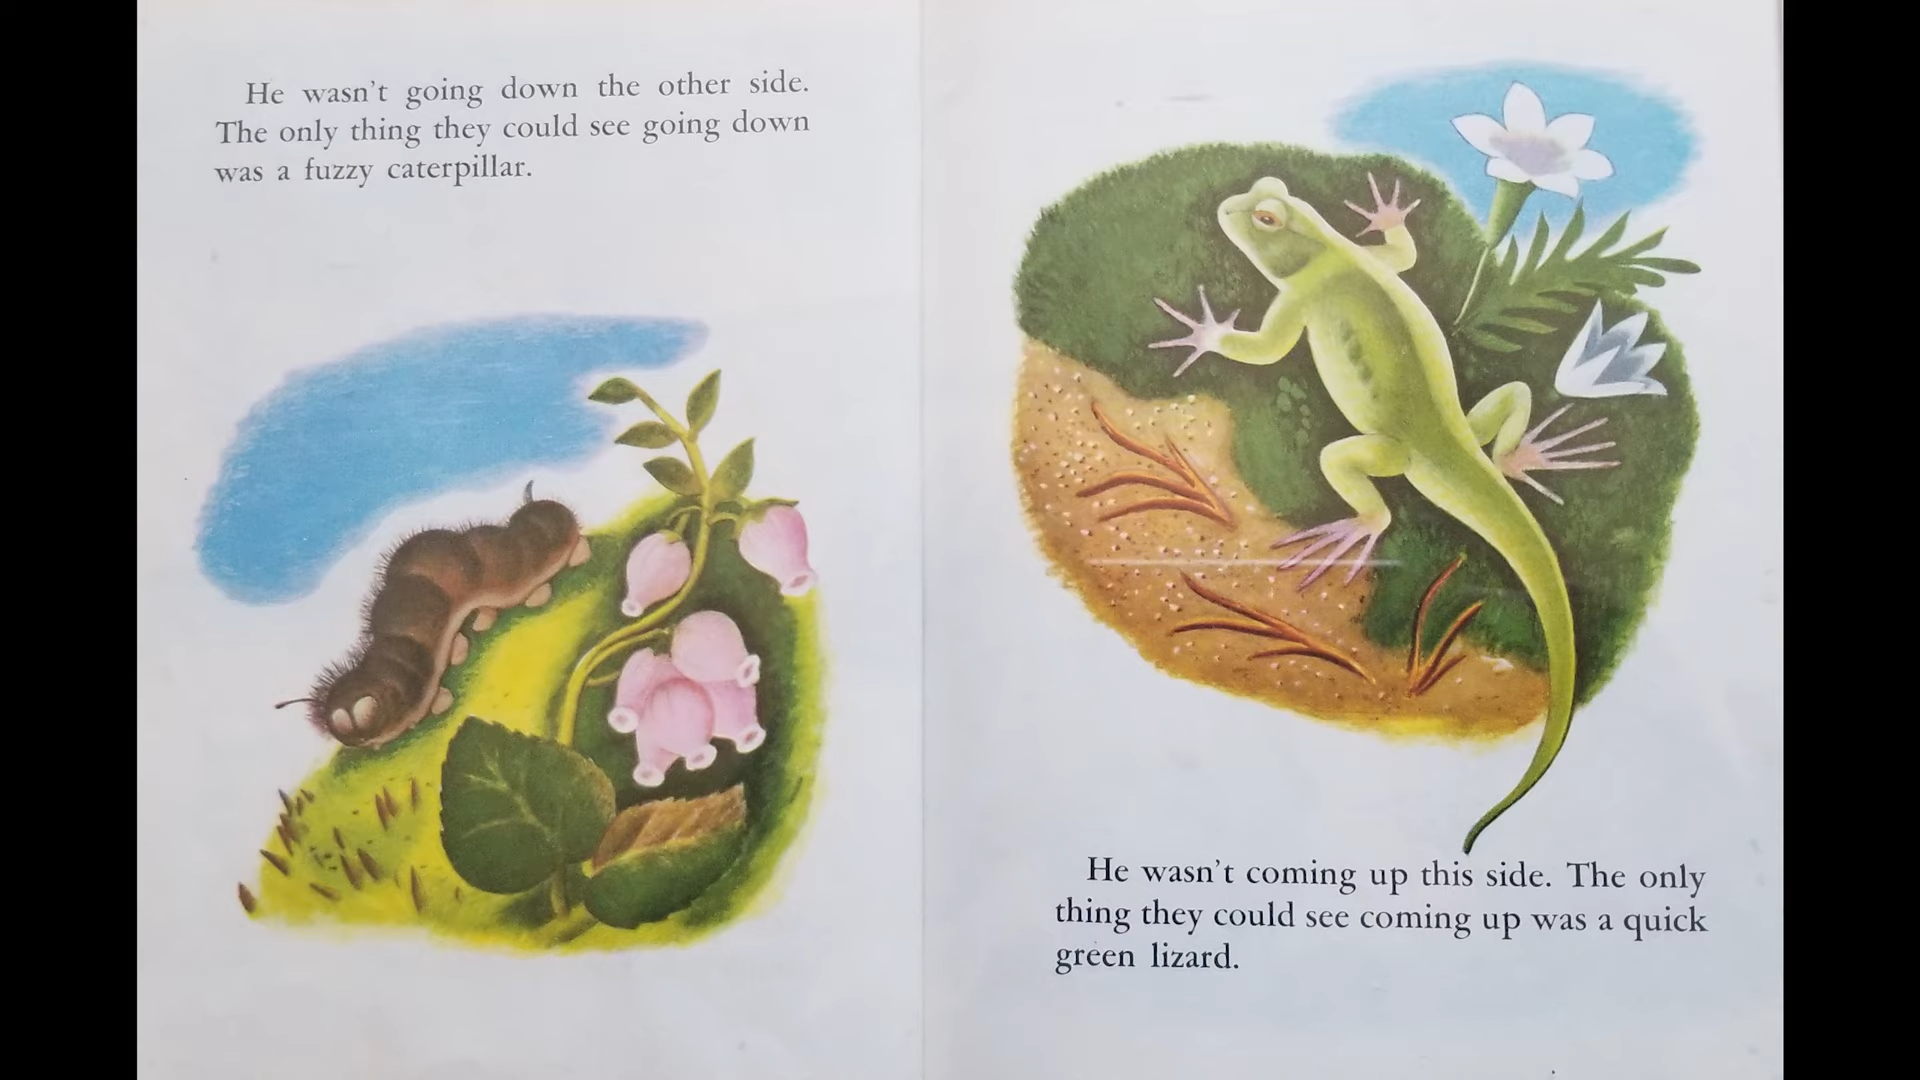 He wasn't going down the other side.
The only thing they could see going down
was a fuzzy caterpillar.
He wasn't coming up this side. The only
thing they could see coming up was a quick
green lizard.